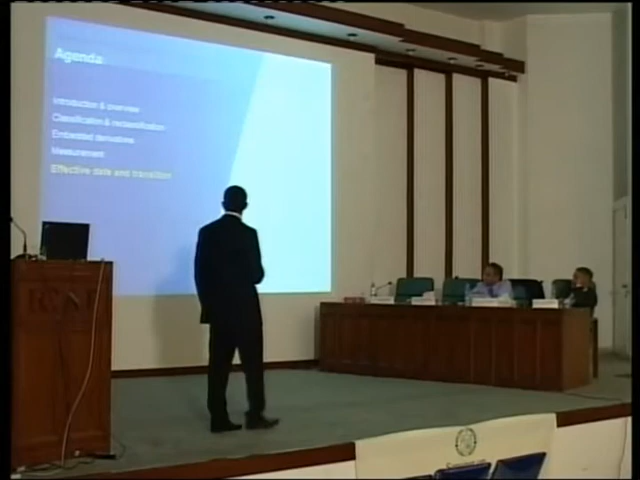 Agenda
Introduction & overview
Classification & reclassification
Embedded derivatives
Measurement
Effective date and transition